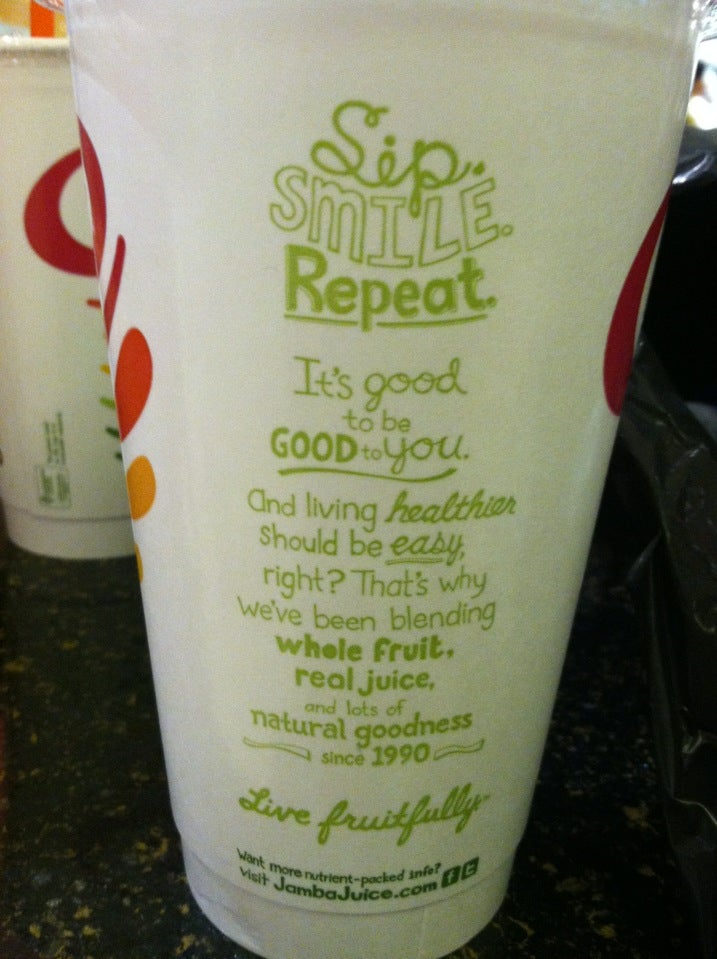 Sip.
SMILE.
Repeat.
It's good
to be
GOOD to you.
And living healthier
should be easy,
right? That's why
we've been blending
whole fruit,
real juice,
and lots of
natural goodness
since 1990
Live fruitfully.
Want more nutrient-packed info?
Visit JambaJuice.com f t